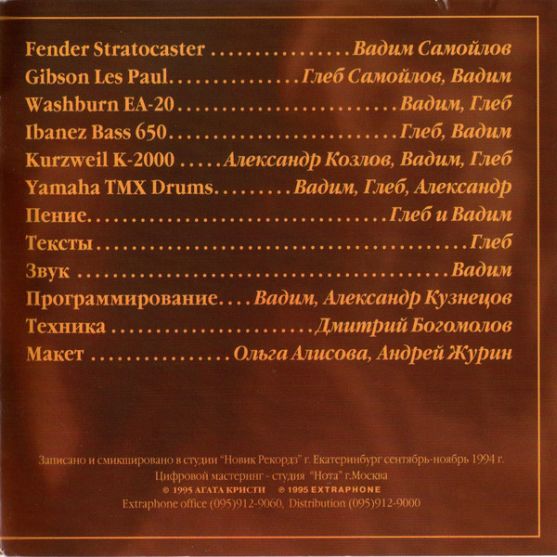 Fender Stratocaster ................ Вадим Самойлов
Gibson Les Paul.............. Глеб Самойлов, Вадим
Washburn EA-20 ........................ Вадим, Глеб
Ibanez Bass 650........................ Глеб, Вадим
Kurzweil K-2000 ..... Александр Козлов, Вадим, Глеб
Yamaha TMX Drums......... Вадим, Глеб, Александр
Пение................................ Глеб и Вадим
Тексты ...................................... Глеб
Звук ....................................... Вадим
Программирование.... Вадим, Александр Кузнецов
Техника ...................... Дмитрий Богомолов
Макет ............... Ольга Алисова, Андрей Журин
Записано и смикшировано в студии "Новик Рекордз" г. Екатеринбург сентябрь-ноябрь 1994 г.
Цифровой мастеринг - студия "Нота" г.Москва
© 1995 АГАТА КРИСТИ ℗ 1995 EXTRAPHONE
Extraphone office (095)912-9060, Distribution (095)912-9000